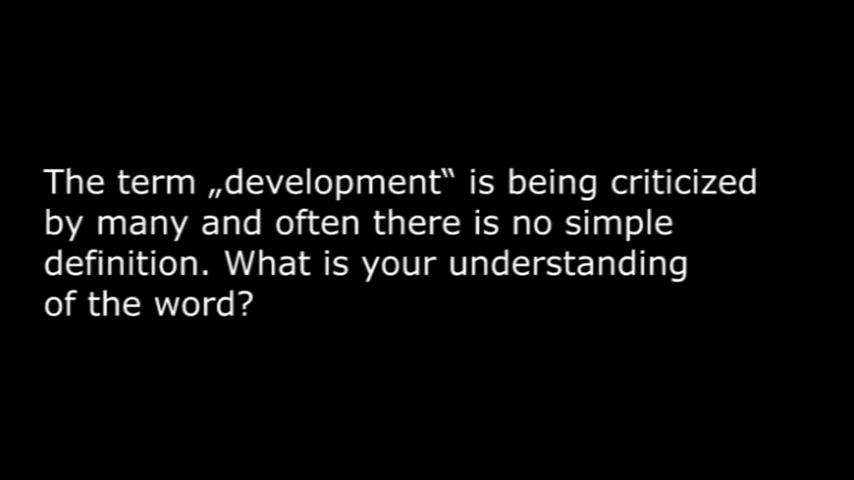 The term „development‟ is being criticized
by many and often there is no simple
definition. What is your understanding
of the word?